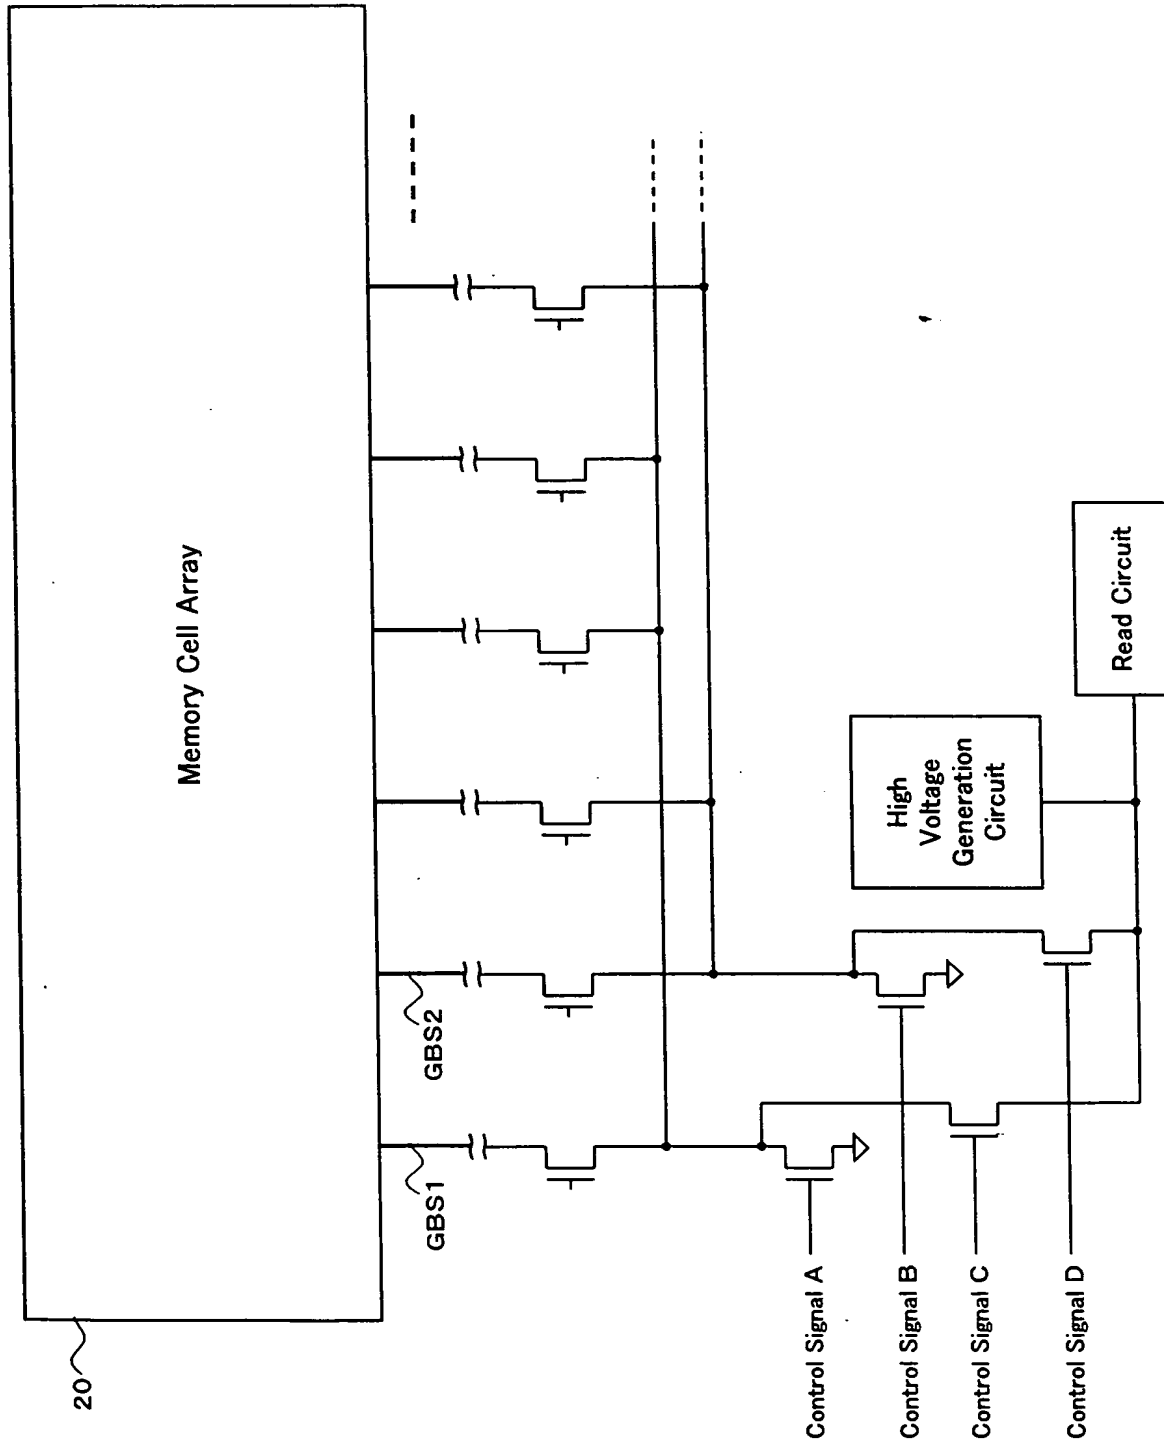 20
Memory Cell Array
GBS1
GBS2
High
Voltage
Generation
Circuit
Read Circuit
Control Signal A
Control Signal B
Control Signal C
Control Signal D